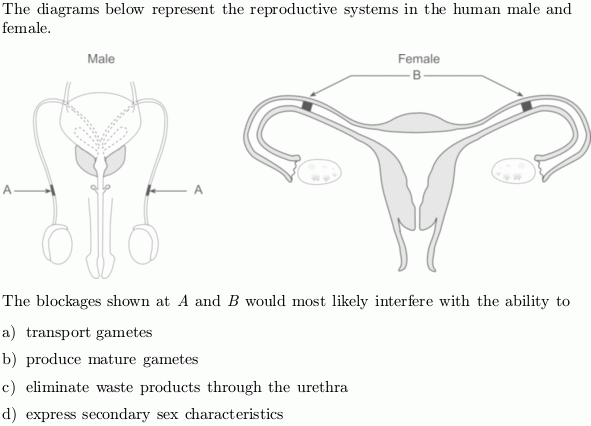 The diagrams below represent the reproductive systems in the human male and
female.
Male
Female
B
A
A
The blockages shown at A and B would most likely interfere with the ability to
a) transport gametes
b) produce mature gametes
c) eliminate waste products through the urethra
d) express secondary sex characteristics